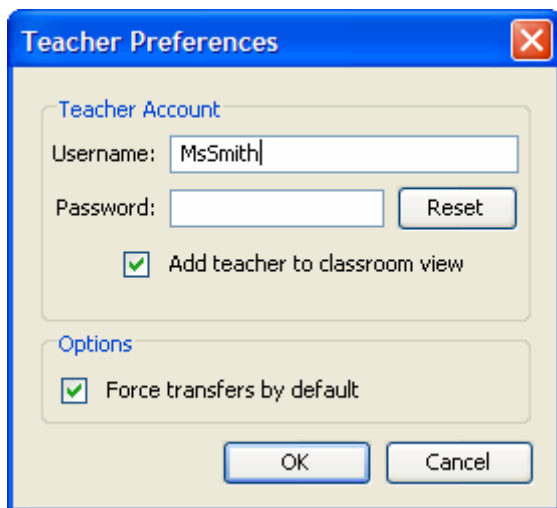 Teacher Preferences
Teacher Account
Username: MsSmith
Password: Reset
Add teacher to classroom view
Options
Force transfers by default
OK Cancel